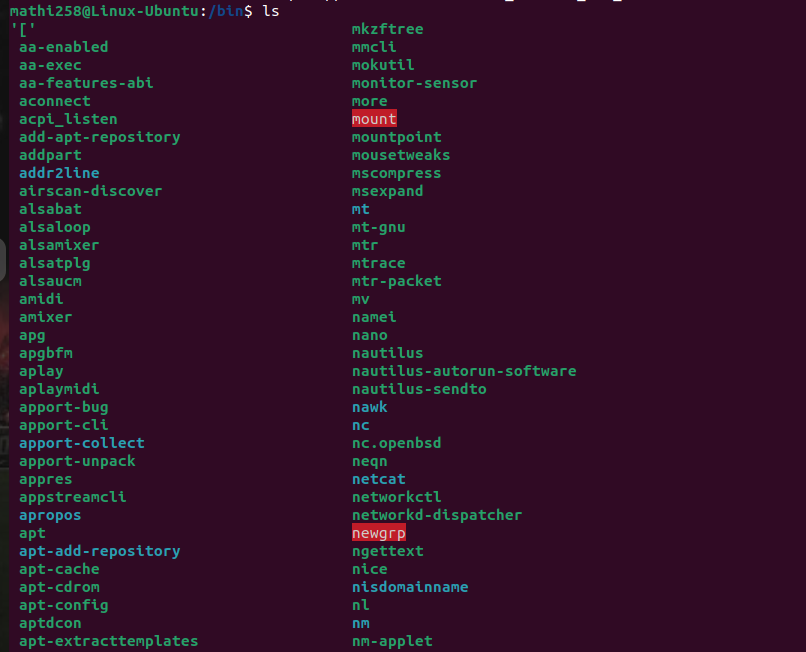 mathi258@Linux-Ubuntu:/bin$ ls
'[' mkzftree
aa-enabled mmcli
aa-exec mokutil
aa-features-abi monitor-sensor
aconnect more
acpi_listen mount
add-apt-repository mountpoint
addpart mousetweaks
addr2line mscompress
airscan-discover msexpand
alsabat mt
alsaloop mt-gnu
alsamixer mtr
alsatplg mtrace
alsaucm mtr-packet
amidi mv
amixer namei
apg nano
apgbfm nautilus
aplay nautilus-autorun-software
aplaymidi nautilus-sendto
apport-bug nawk
apport-cli nc
apport-collect nc.openbsd
apport-unpack neqn
appres netcat
appstreamcli networkctl
apropos networkd-dispatcher
apt newgrp
apt-add-repository ngettext
apt-cache nice
apt-cdrom nisdomainname
apt-config nl
aptdcon nm
apt-extracttemplates nm-applet